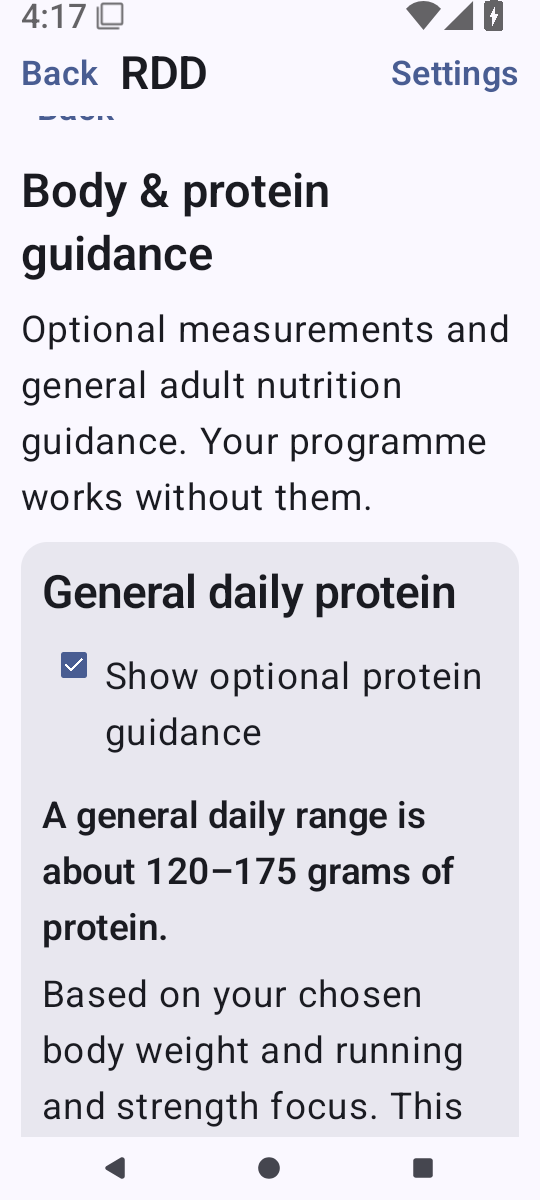 4:17
Back RDD Settings
Back
Body & protein
guidance
Optional measurements and
general adult nutrition
guidance. Your programme
works without them.
General daily protein
Show optional protein
guidance
A general daily range is
about 120–175 grams of
protein.
Based on your chosen
body weight and running
and strength focus. This